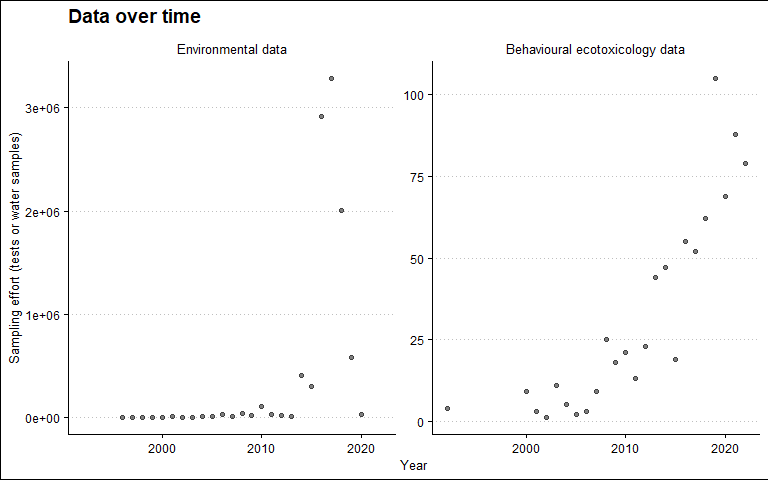 Data over time
Environmental data
Behavioural ecotoxicology data
Sampling effort (tests or water samples)
3e+06
2e+06
1e+06
0e+00
100
75
50
25
0
2000
2010
2020
2000
2010
2020
Year